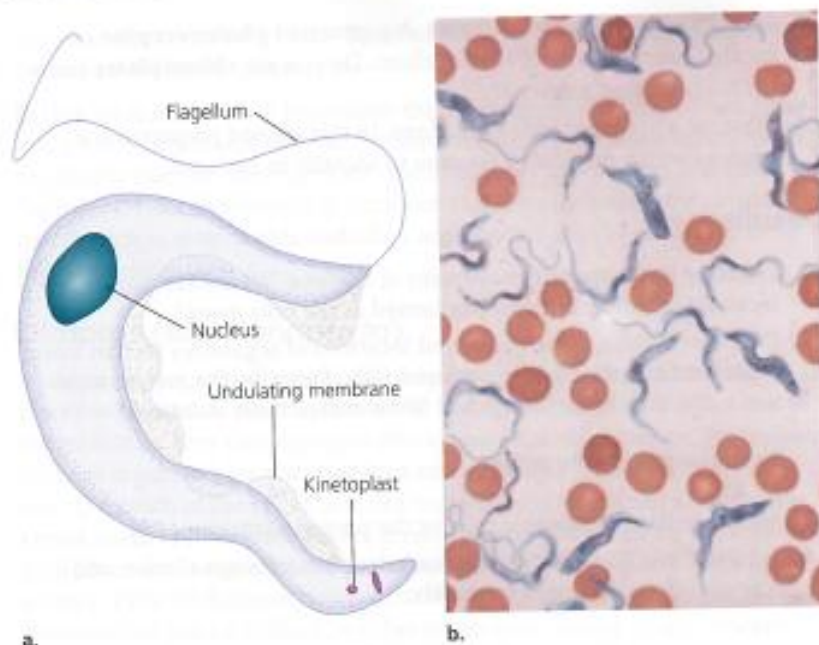 Flagellum
Nucleus
Undulating membrane
Kinetoplast
a.
b.